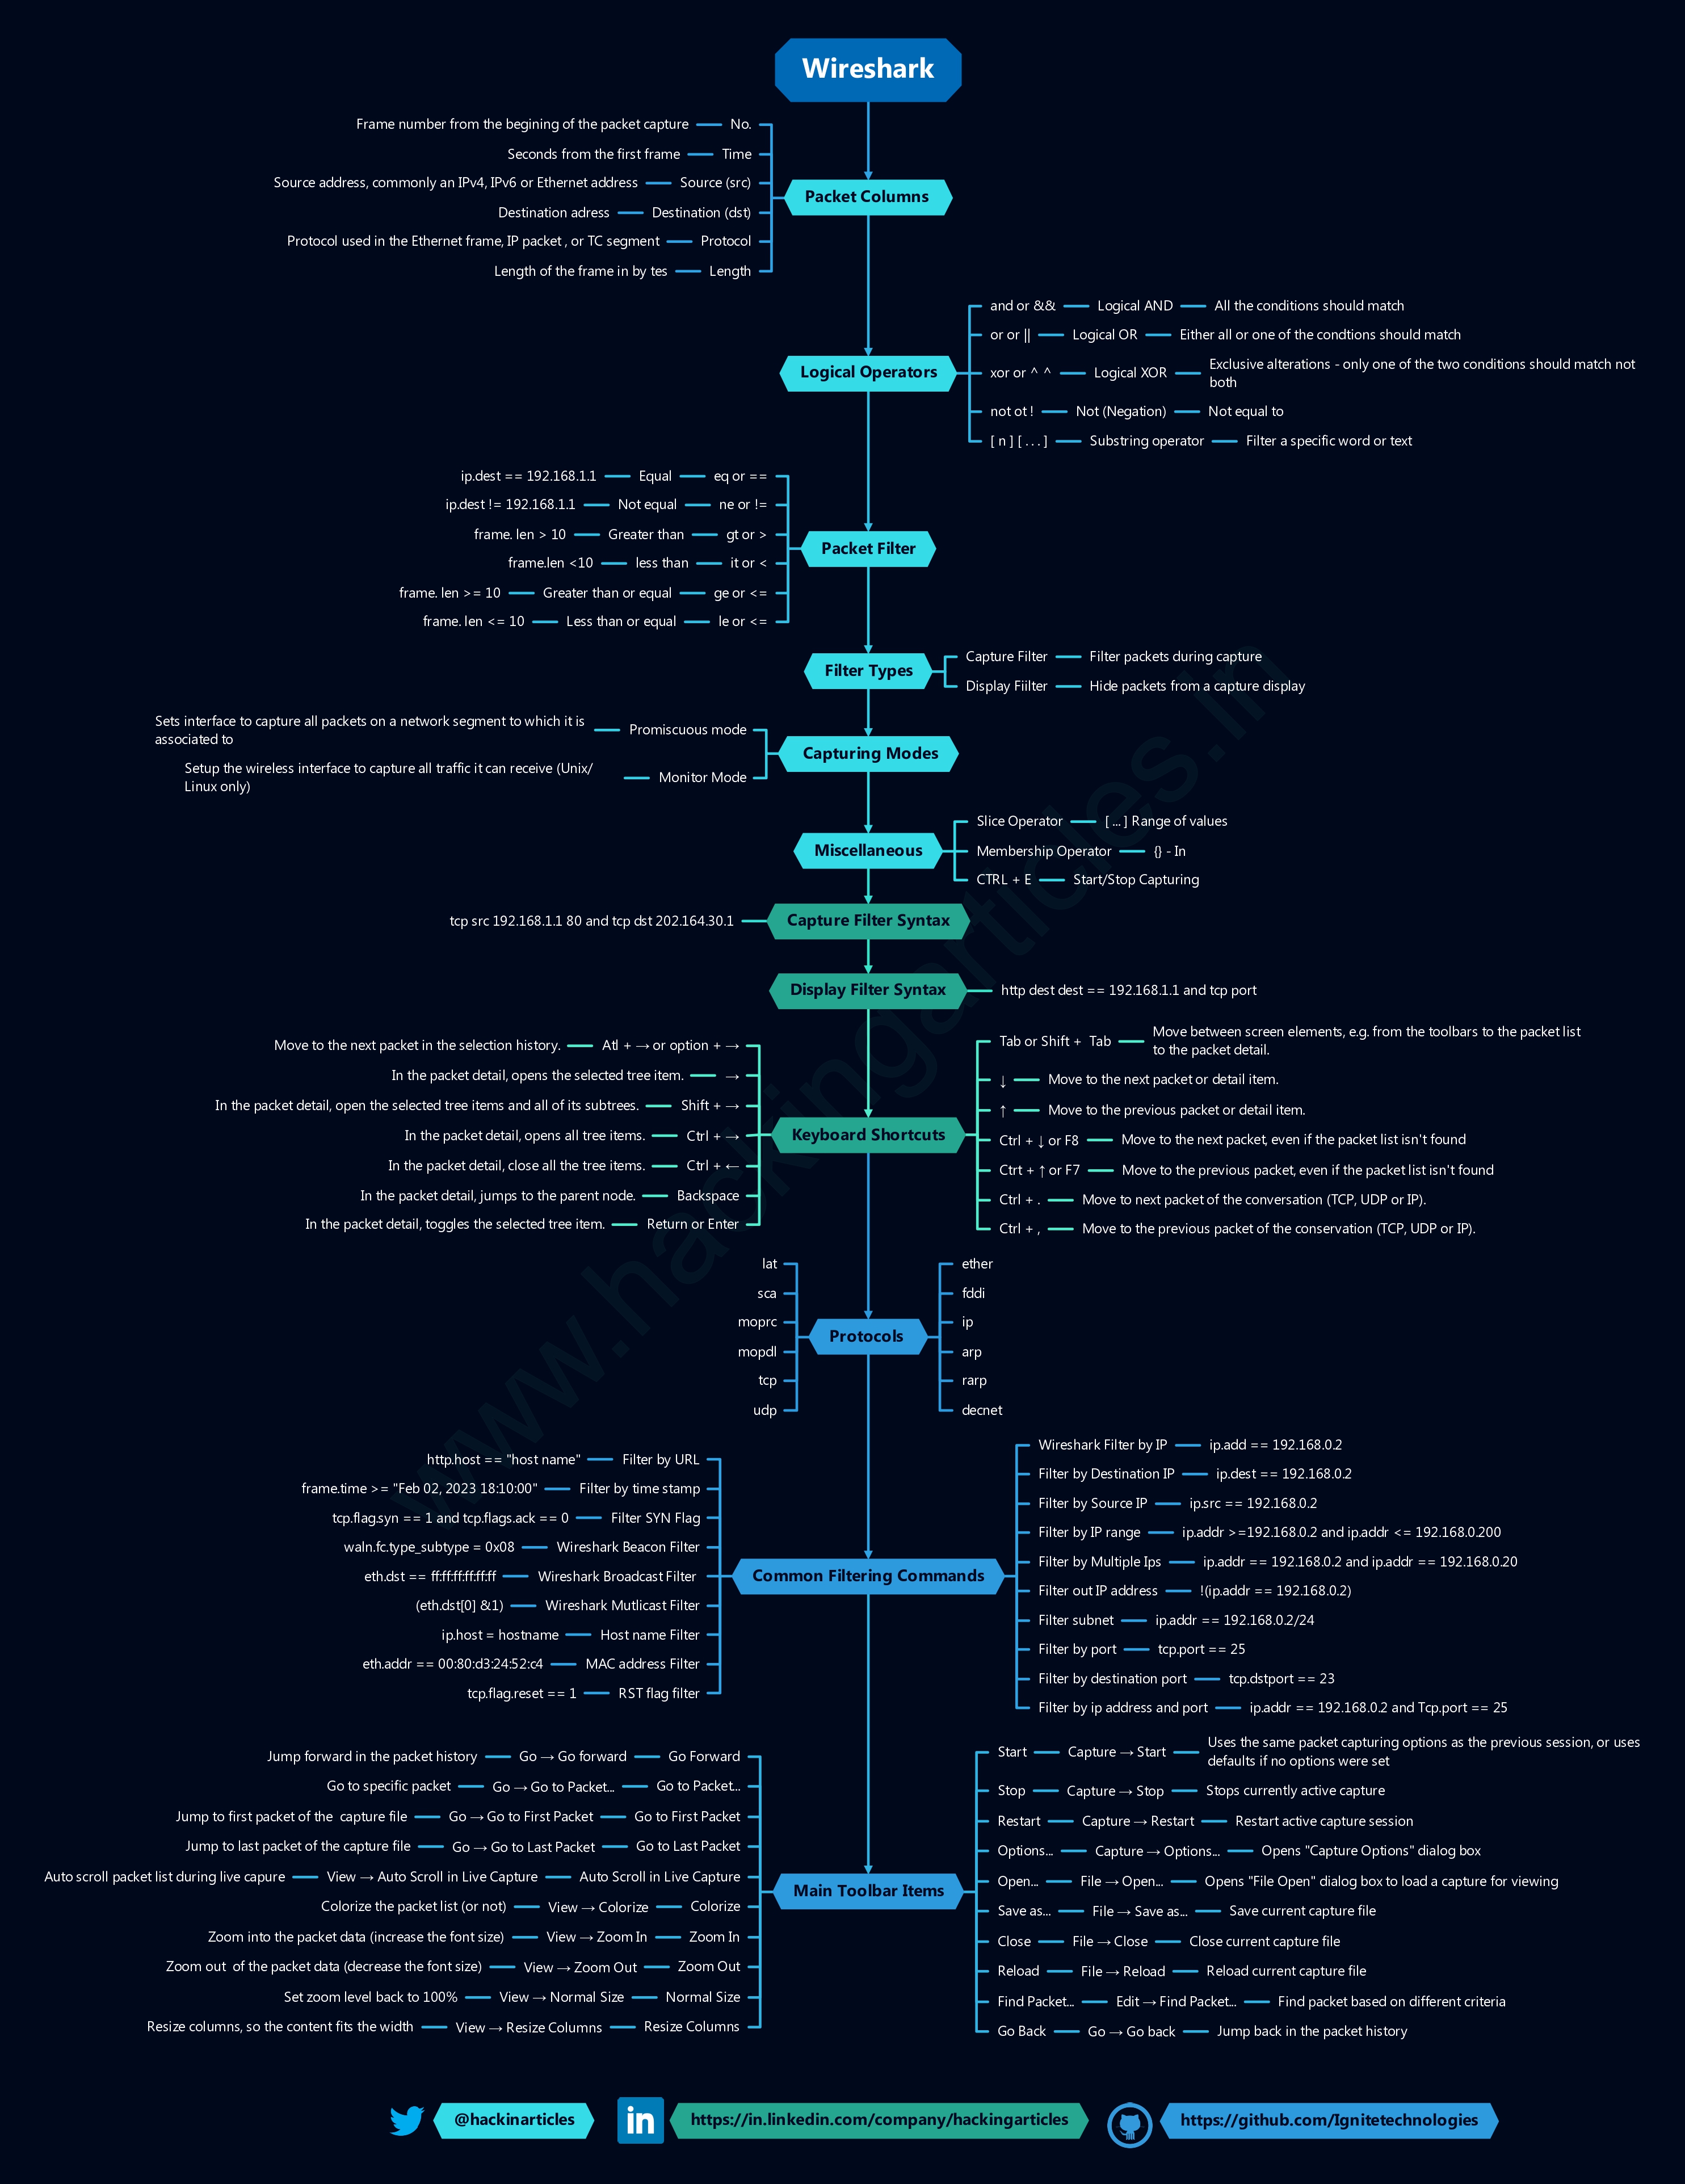 Wireshark
Packet Columns
Frame number from the begining of the packet capture No.
Seconds from the first frame Time
Source address, commonly an IPv4, IPv6 or Ethernet address Source (src)
Destination adress Destination (dst)
Protocol used in the Ethernet frame, IP packet , or TC segment Protocol
Length of the frame in by tes Length
Logical Operators
and or && Logical AND All the conditions should match
or or || Logical OR Either all or one of the condtions should match
xor or ^ ^ Logical XOR Exclusive alterations - only one of the two conditions should match not
both
not ot ! Not (Negation) Not equal to
[ n ] [ . . . ] Substring operator Filter a specific word or text
Packet Filter
ip.dest == 192.168.1.1 Equal eq or ==
ip.dest != 192.168.1.1 Not equal ne or !=
frame. len > 10 Greater than gt or >
frame.len <10 less than it or <
frame. len >= 10 Greater than or equal ge or <=
frame. len <= 10 Less than or equal le or <=
Filter Types
Capture Filter Filter packets during capture
Display Fiilter Hide packets from a capture display
Capturing Modes
Sets interface to capture all packets on a network segment to which it is
associated to
Promiscuous mode
Setup the wireless interface to capture all traffic it can receive (Unix/
Linux only)
Monitor Mode
Miscellaneous
Slice Operator [ ... ] Range of values
Membership Operator {} - In
CTRL + E Start/Stop Capturing
Capture Filter Syntax
tcp src 192.168.1.1 80 and tcp dst 202.164.30.1
Display Filter Syntax
http dest dest == 192.168.1.1 and tcp port
Keyboard Shortcuts
Move to the next packet in the selection history. Atl + → or option + →
In the packet detail, opens the selected tree item. →
In the packet detail, open the selected tree items and all of its subtrees. Shift + →
In the packet detail, opens all tree items. Ctrl + →
In the packet detail, close all the tree items. Ctrl + ←
In the packet detail, jumps to the parent node. Backspace
In the packet detail, toggles the selected tree item. Return or Enter
Tab or Shift + Tab Move between screen elements, e.g. from the toolbars to the packet list
to the packet detail.
↓ Move to the next packet or detail item.
↑ Move to the previous packet or detail item.
Ctrl + ↓ or F8 Move to the next packet, even if the packet list isn't found
Ctrt + ↑ or F7 Move to the previous packet, even if the packet list isn't found
Ctrl + . Move to next packet of the conversation (TCP, UDP or IP).
Ctrl + , Move to the previous packet of the conservation (TCP, UDP or IP).
Protocols
lat
sca
moprc
mopdl
tcp
udp
ether
fddi
ip
arp
rarp
decnet
Common Filtering Commands
http.host == "host name" Filter by URL
frame.time >= "Feb 02, 2023 18:10:00" Filter by time stamp
tcp.flag.syn == 1 and tcp.flags.ack == 0 Filter SYN Flag
waln.fc.type_subtype = 0x08 Wireshark Beacon Filter
eth.dst == ff:ff:ff:ff:ff:ff Wireshark Broadcast Filter
(eth.dst[0] &1) Wireshark Mutlicast Filter
ip.host = hostname Host name Filter
eth.addr == 00:80:d3:24:52:c4 MAC address Filter
tcp.flag.reset == 1 RST flag filter
Wireshark Filter by IP ip.add == 192.168.0.2
Filter by Destination IP ip.dest == 192.168.0.2
Filter by Source IP ip.src == 192.168.0.2
Filter by IP range ip.addr >=192.168.0.2 and ip.addr <= 192.168.0.200
Filter by Multiple Ips ip.addr == 192.168.0.2 and ip.addr == 192.168.0.20
Filter out IP address !(ip.addr == 192.168.0.2)
Filter subnet ip.addr == 192.168.0.2/24
Filter by port tcp.port == 25
Filter by destination port tcp.dstport == 23
Filter by ip address and port ip.addr == 192.168.0.2 and Tcp.port == 25
Main Toolbar Items
Jump forward in the packet history Go → Go forward Go Forward
Go to specific packet Go → Go to Packet... Go to Packet...
Jump to first packet of the capture file Go → Go to First Packet Go to First Packet
Jump to last packet of the capture file Go → Go to Last Packet Go to Last Packet
Auto scroll packet list during live capure View → Auto Scroll in Live Capture Auto Scroll in Live Capture
Colorize the packet list (or not) View → Colorize Colorize
Zoom into the packet data (increase the font size) View → Zoom In Zoom In
Zoom out of the packet data (decrease the font size) View → Zoom Out Zoom Out
Set zoom level back to 100% View → Normal Size Normal Size
Resize columns, so the content fits the width View → Resize Columns Resize Columns
Start Capture → Start Uses the same packet capturing options as the previous session, or uses
defaults if no options were set
Stop Capture → Stop Stops currently active capture
Restart Capture → Restart Restart active capture session
Options... Capture → Options... Opens "Capture Options" dialog box
Open... File → Open... Opens "File Open" dialog box to load a capture for viewing
Save as... File → Save as... Save current capture file
Close File → Close Close current capture file
Reload File → Reload Reload current capture file
Find Packet... Edit → Find Packet... Find packet based on different criteria
Go Back Go → Go back Jump back in the packet history
www.hackingarticles.in
@hackinarticles
in
https://in.linkedin.com/company/hackingarticles
https://github.com/Ignitetechnologies